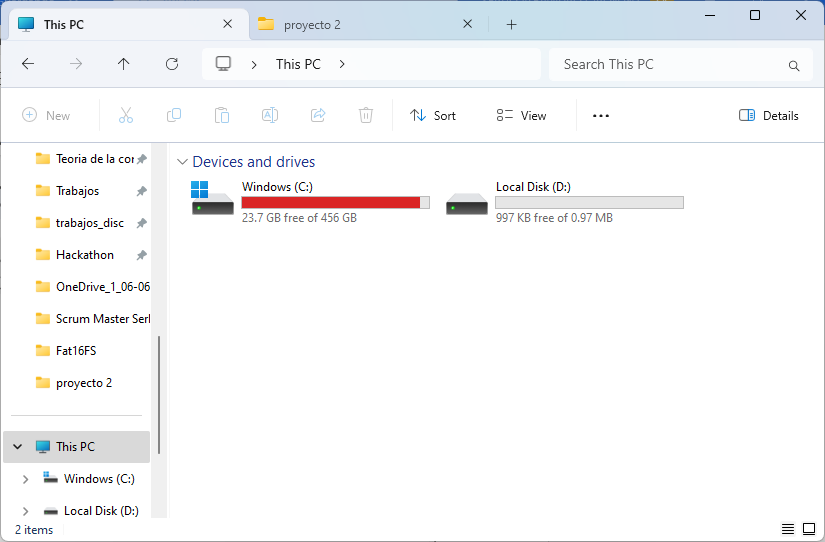 This PC
proyecto 2
This PC
Search This PC
New
Sort
View
Details
Teoria de la cor
Trabajos
trabajos_disc
Hackathon
OneDrive_1_06-06
Scrum Master Serl
Fat16FS
proyecto 2
This PC
Windows (C:)
Local Disk (D:)
Devices and drives
Windows (C:)
23.7 GB free of 456 GB
Local Disk (D:)
997 KB free of 0.97 MB
2 items